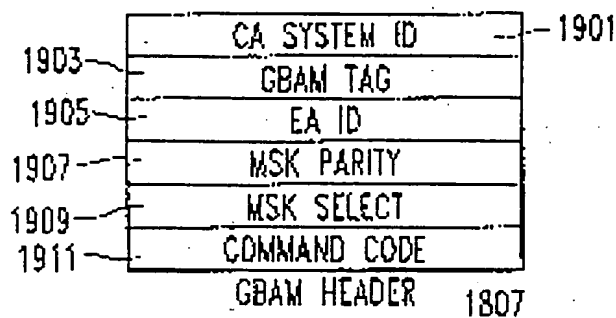 CA SYSTEM ID 1901
1903 GBAM TAG
1905 EA ID
1907 MSK PARITY
1909 MSK SELECT
1911 COMMAND CODE
GBAM HEADER 1807